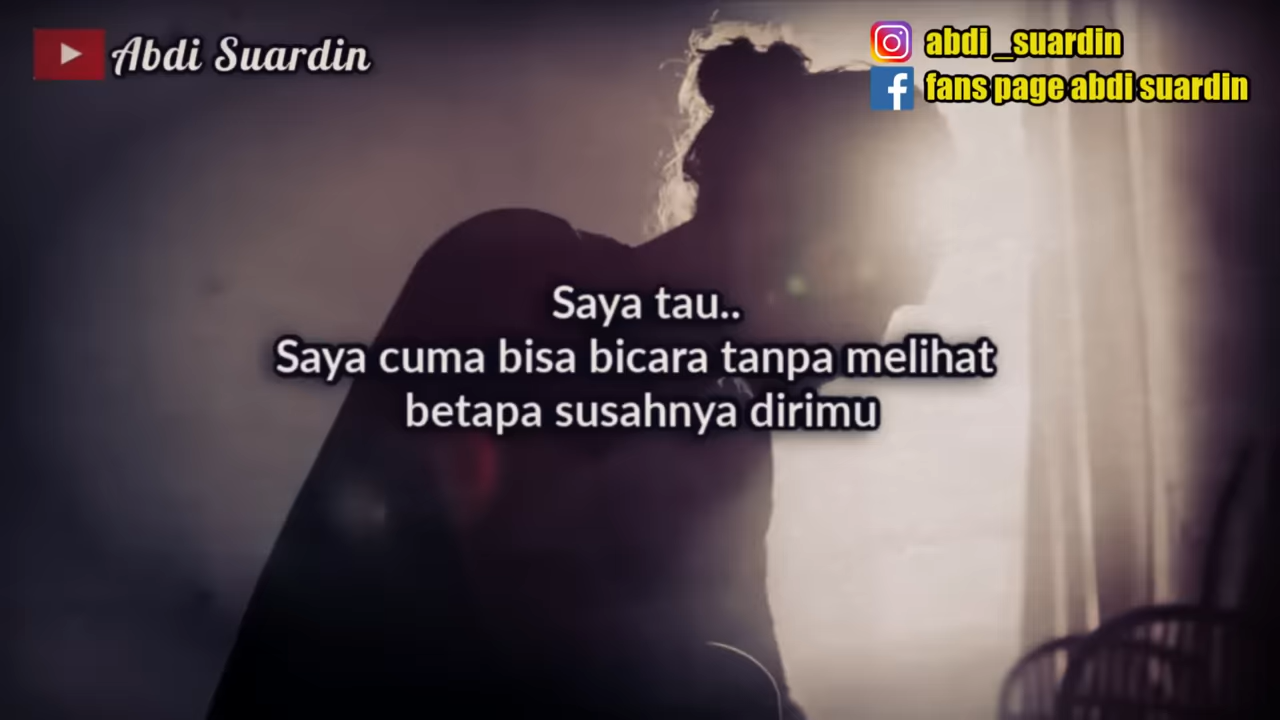 Abdi Suardin
abdi_suardin
fans page abdi suardin
Saya tau..
Saya cuma bisa bicara tanpa melihat
betapa susahnya dirimu